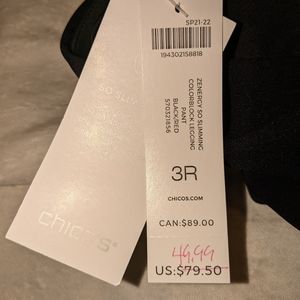 SP21-22
194302158818
ZENERGY SO SLIMMING
COLORBLOCK LEGGING
PANT
BLACK/RED
570321856
3R
CHICOS.COM
CAN:$89.00
49.99
US:$79.50
SO SLIM
chico's®